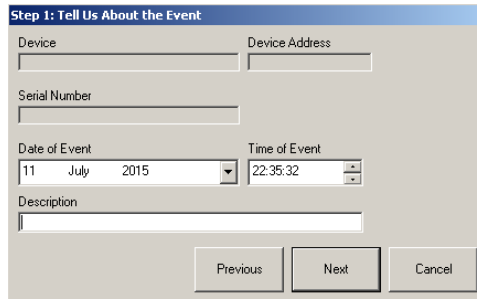 Step 1: Tell Us About the Event
Device Device Address
Serial Number
Date of Event Time of Event
11 July 2015 22:35:32
Description
Previous Next Cancel